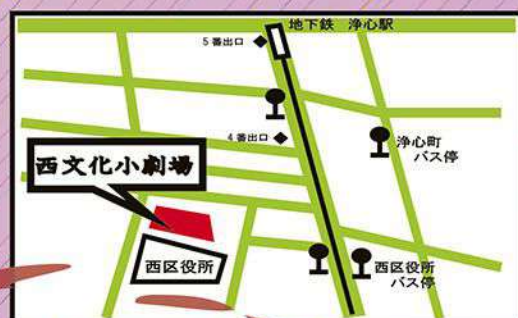 地下鉄 浄心駅
5番出口
4番出口
浄心町
バス停
西文化小劇場
西区役所
西区役所
バス停